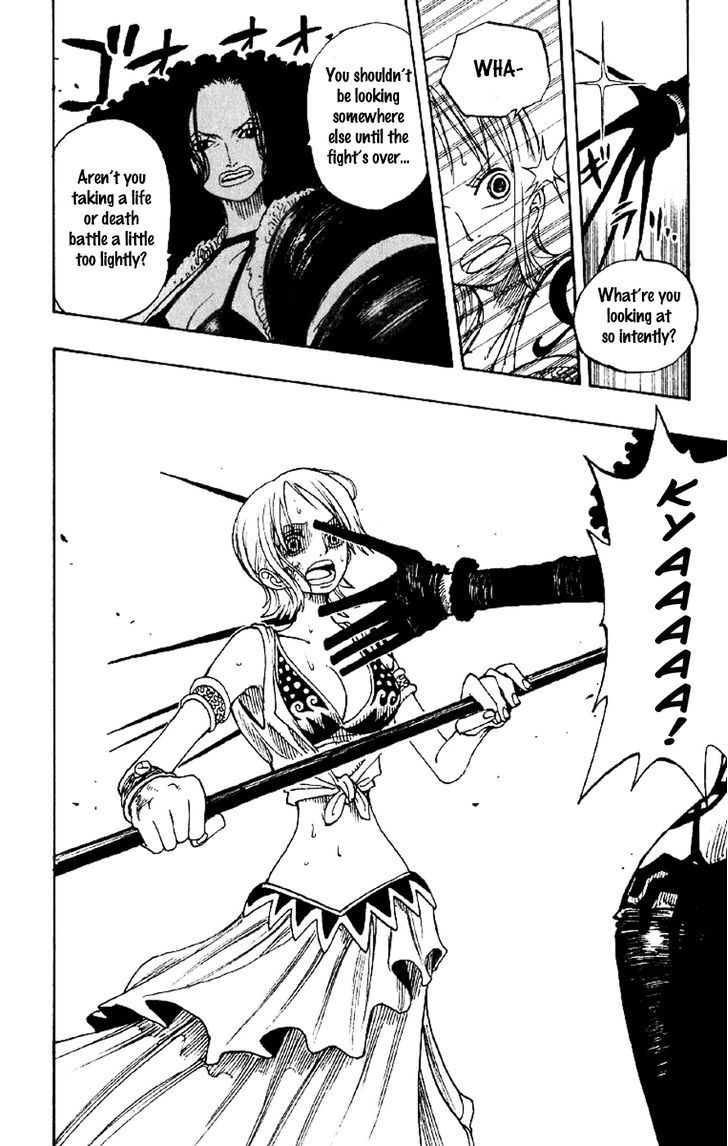 What're you
looking at
so intently?
WHA-
You shouldn't
be looking
somewhere
else until the
fight's over...
Aren't you
taking a life
or death
battle a little
too lightly?
ゴオオオ
KYAAAAAA!